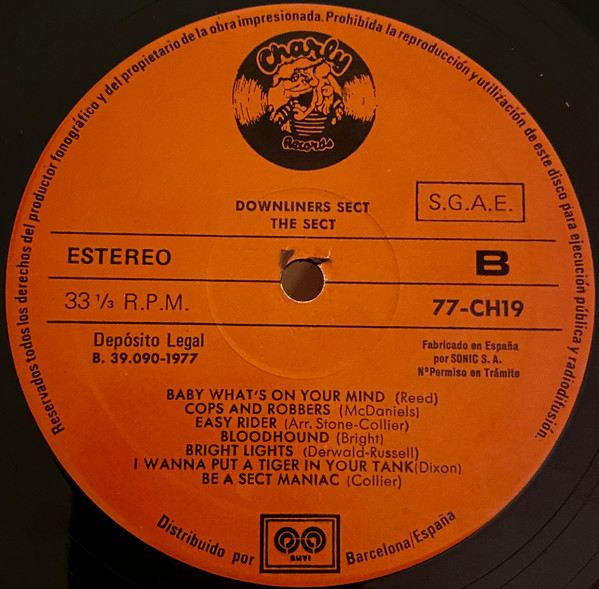 Reservados todos los derechos del productor fonográfico y del propietario de la obra impresionada. Prohibida la reproducción y utilización de este disco para ejecución pública y radiodifusión.
Charly
Records
DOWNLINERS SECT
THE SECT
S.G.A.E.
ESTEREO
B
33 1/3 R.P.M.
77-CH19
Depósito Legal
B. 39.090-1977
Fabricado en España
por SONIC S. A.
NºPermiso en Trámite
BABY WHAT'S ON YOUR MIND (Reed)
COPS AND ROBBERS (McDaniels)
EASY RIDER (Arr. Stone-Collier)
BLOODHOUND (Bright)
BRIGHT LIGHTS (Derwald-Russell)
I WANNA PUT A TIGER IN YOUR TANK(Dixon)
BE A SECT MANIAC (Collier)
Distribuido por
BUVI
Barcelona/España